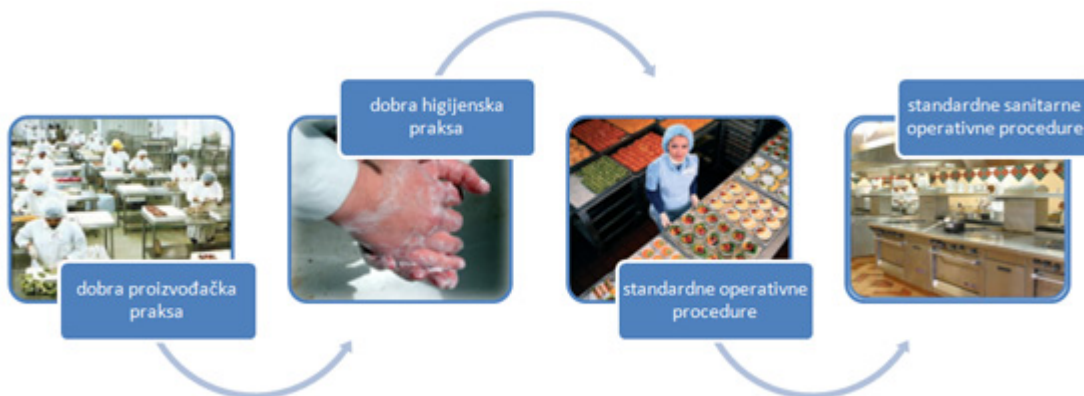 dobra proizvođačka
praksa
dobra higijenska
praksa
standardne operativne
procedure
standardne sanitarne
operativne procedure